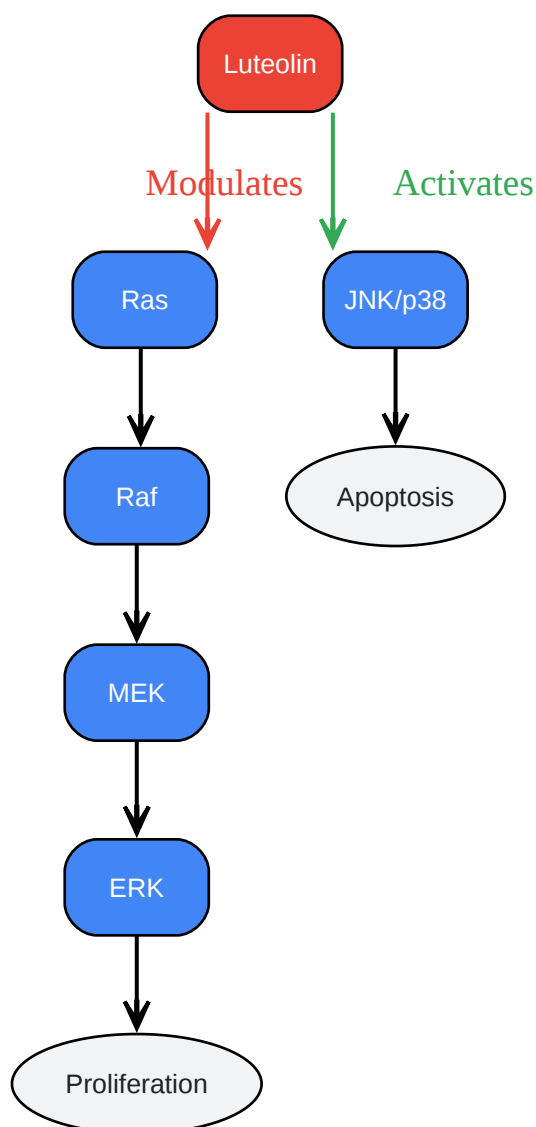 Luteolin
Modulates
Activates
Ras
JNK/p38
Raf
Apoptosis
MEK
ERK
Proliferation